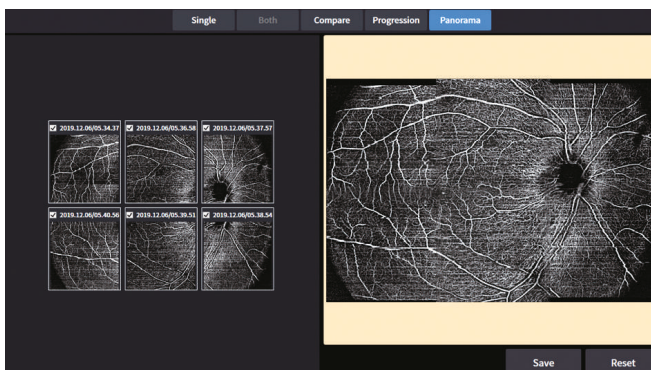 Single Both Compare Progression Panorama
2019.12.06/05.34.37 2019.12.06/05.36.58 2019.12.06/05.37.57
2019.12.06/05.40.56 2019.12.06/05.39.51 2019.12.06/05.38.54
Save Reset